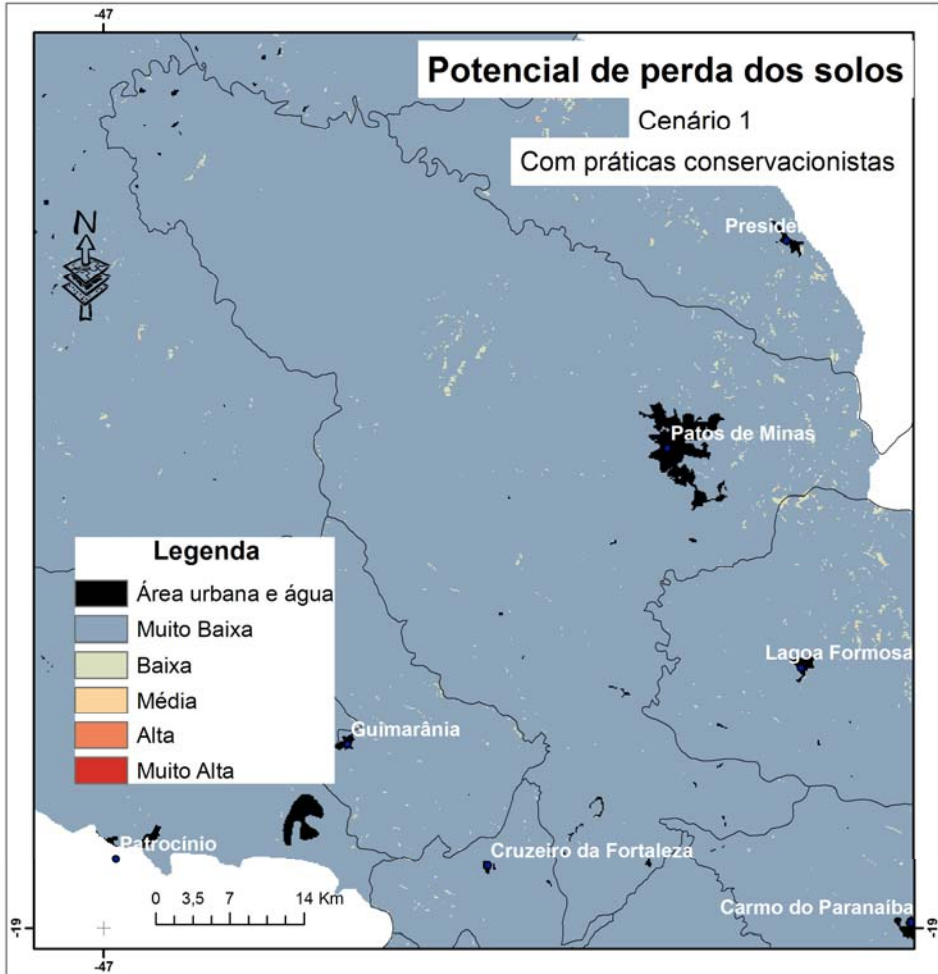 -47
Potencial de perda dos solos
Cenário 1
Com práticas conservacionistas
N
Presider
Patos de Minas
Legenda
Área urbana e água
Muito Baixa
Baixa
Média
Alta
Muito Alta
Lagoa Formosa
Guimarânia
Patrocínio
Cruzeiro da Fortaleza
0 3,5 7 14 Km
Carmo do Paranaíba
-19
-19
-47